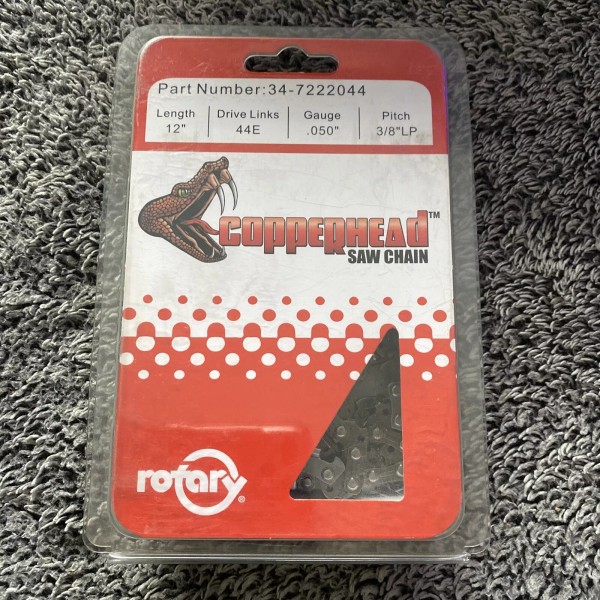 Part Number:34-7222044
Length Drive Links Gauge Pitch
12" 44E .050" 3/8"LP
COPPERHEAD™
SAW CHAIN
rotary®